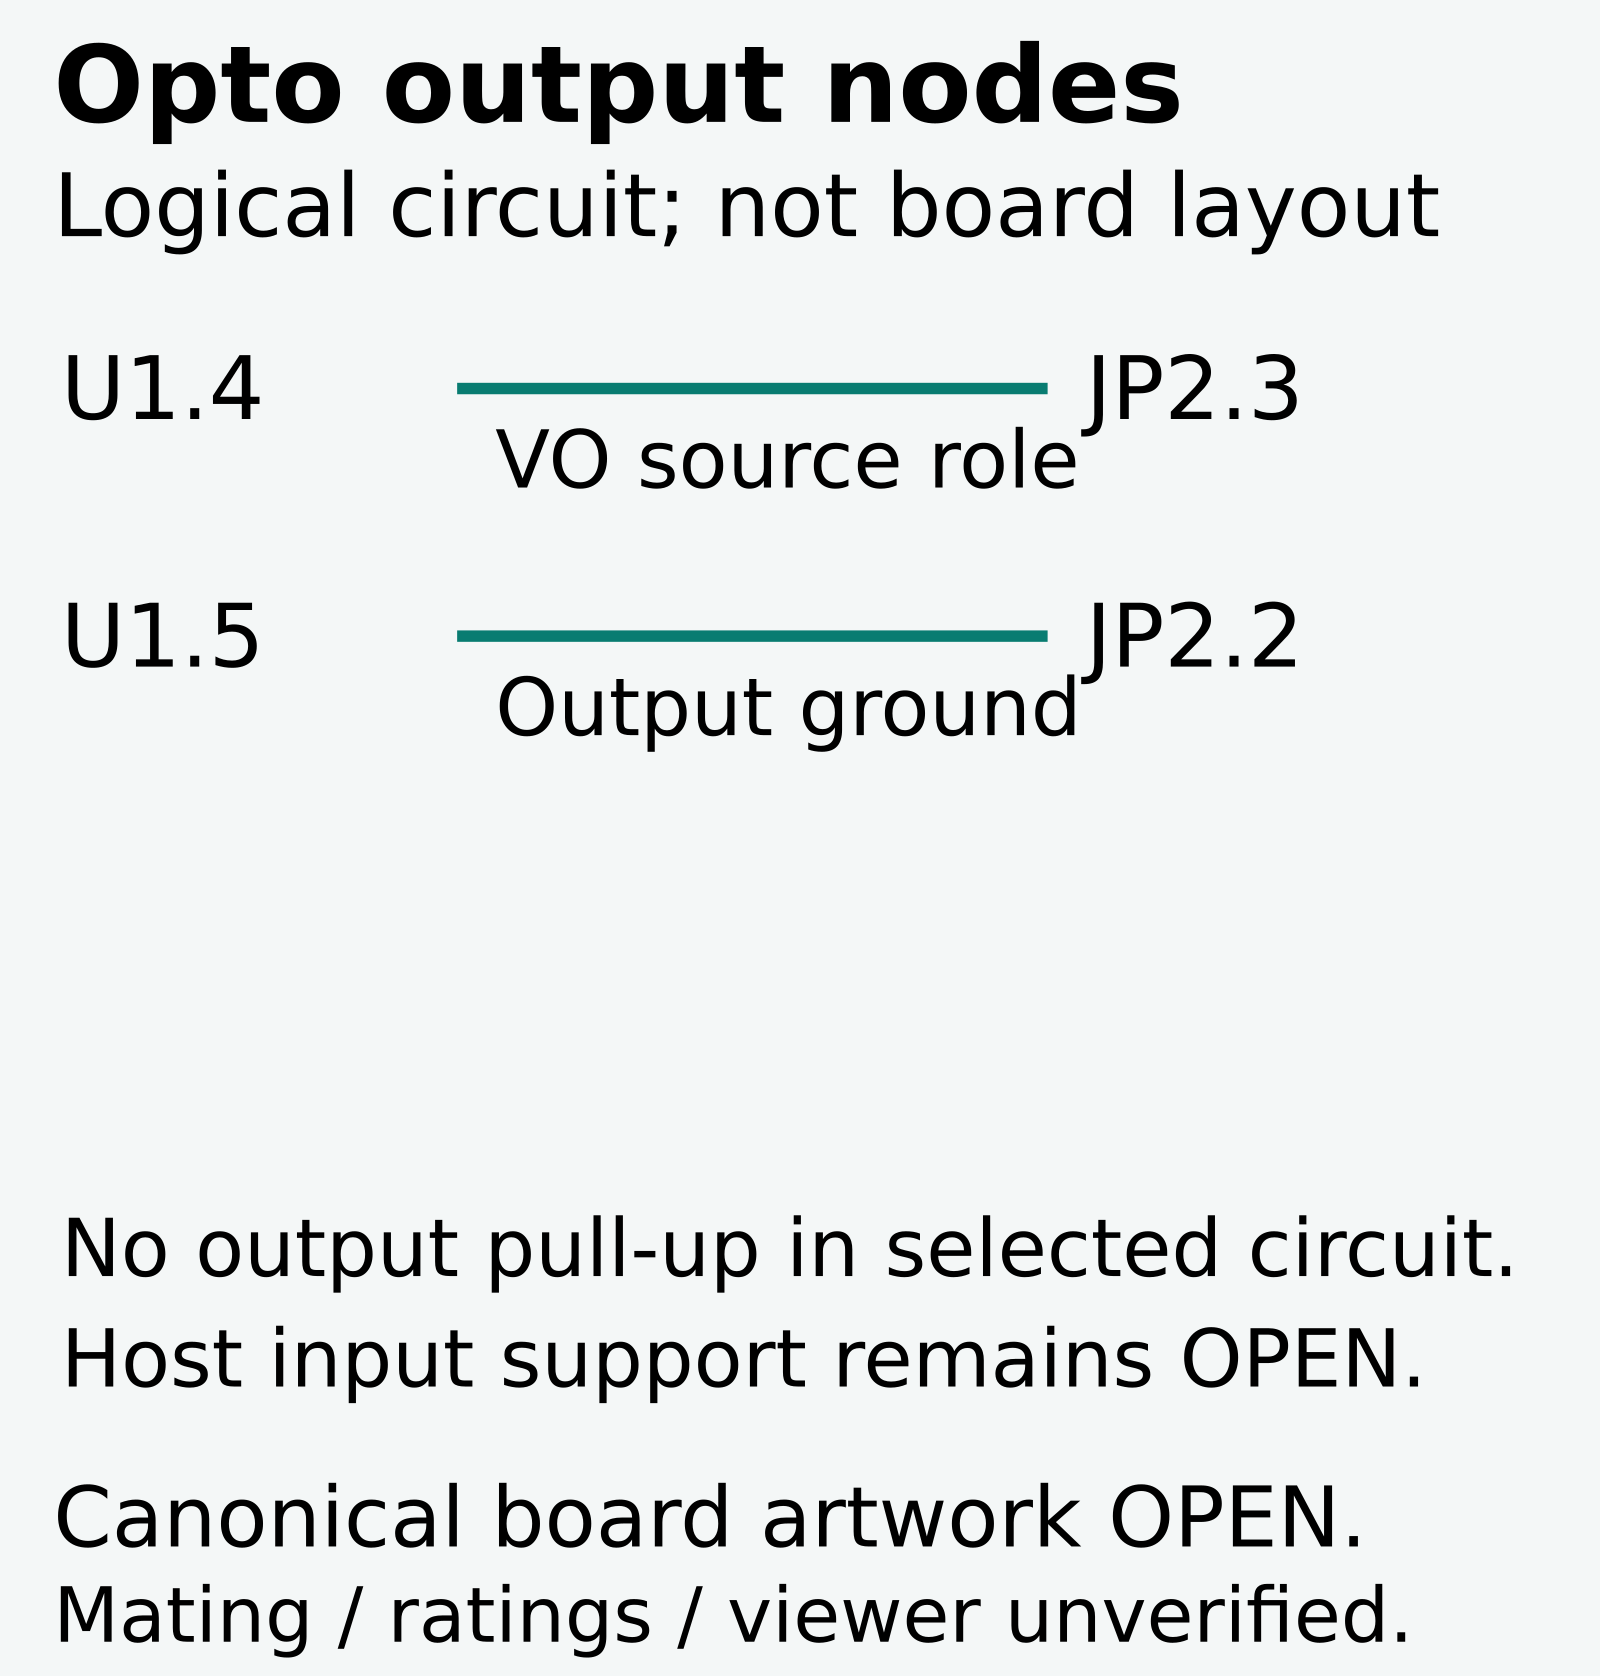 Opto output nodes
Logical circuit; not board layout
U1.4 JP2.3
VO source role
U1.5 JP2.2
Output ground
No output pull-up in selected circuit.
Host input support remains OPEN.
Canonical board artwork OPEN.
Mating / ratings / viewer unverified.